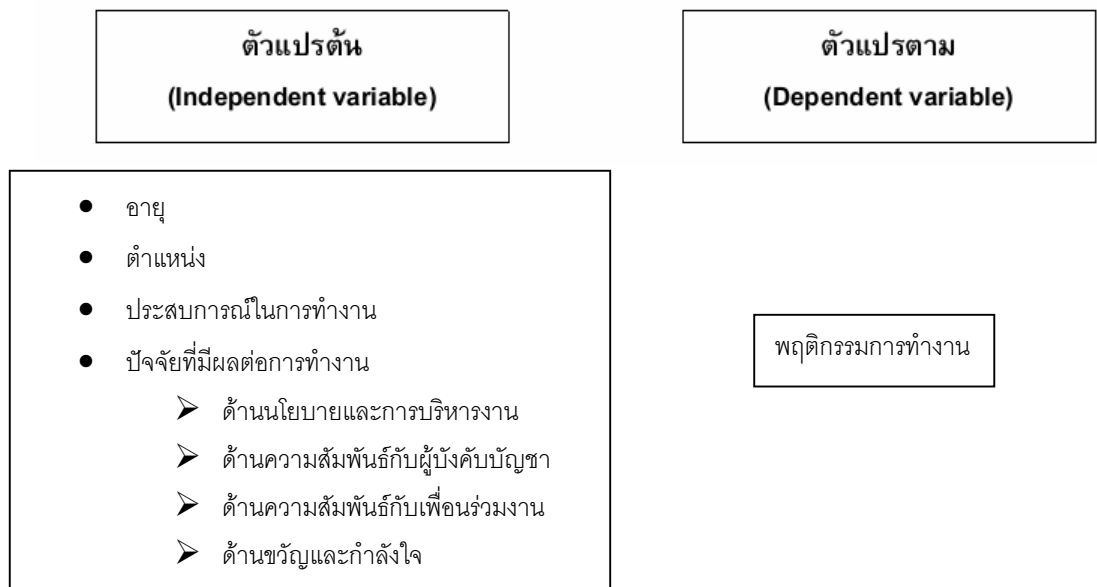 ตัวแปรต้น
(Independent variable)
ตัวแปรตาม
(Dependent variable)
• อายุ
• ตำแหน่ง
• ประสบการณ์ในการทำงาน
• ปัจจัยที่มีผลต่อการทำงาน
➢ ด้านนโยบายและการบริหารงาน
➢ ด้านความสัมพันธ์กับผู้บังคับบัญชา
➢ ด้านความสัมพันธ์กับเพื่อนร่วมงาน
➢ ด้านขวัญและกำลังใจ
พฤติกรรมการทำงาน